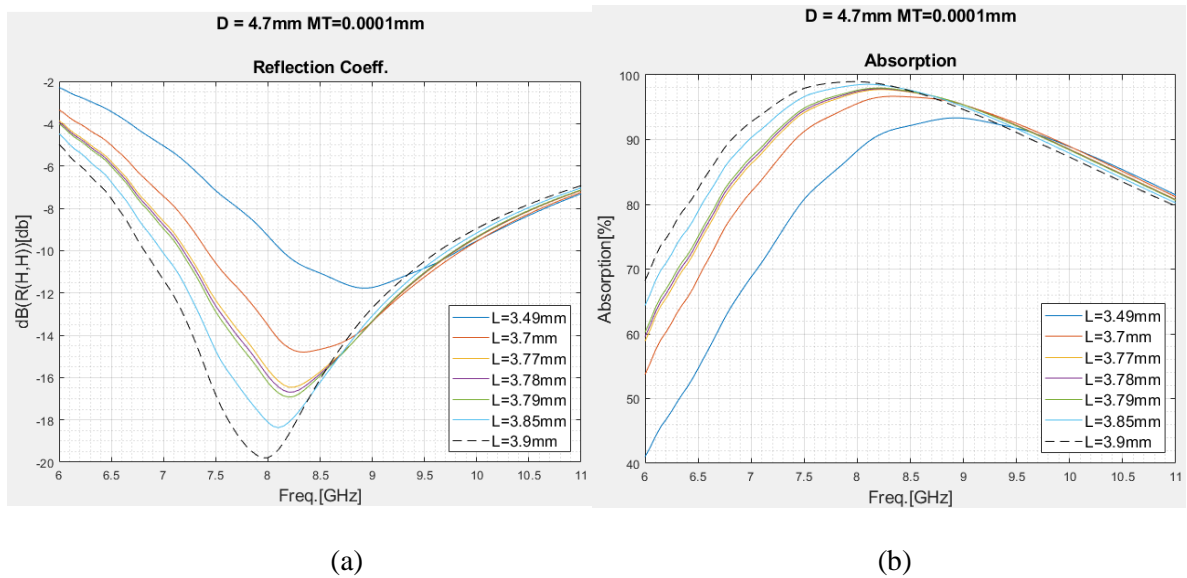 D = 4.7mm MT=0.0001mm
Reflection Coeff.
dB(R(H,H))[db]
-2
-4
-6
-8
-10
-12
-14
-16
-18
-20
6 6.5 7 7.5 8 8.5 9 9.5 10 10.5 11
Freq.[GHz]
L=3.49mm
L=3.7mm
L=3.77mm
L=3.78mm
L=3.79mm
L=3.85mm
L=3.9mm
(a)
D = 4.7mm MT=0.0001mm
Absorption
Absorption[%]
100
90
80
70
60
50
40
6 6.5 7 7.5 8 8.5 9 9.5 10 10.5 11
Freq.[GHz]
L=3.49mm
L=3.7mm
L=3.77mm
L=3.78mm
L=3.79mm
L=3.85mm
L=3.9mm
(b)